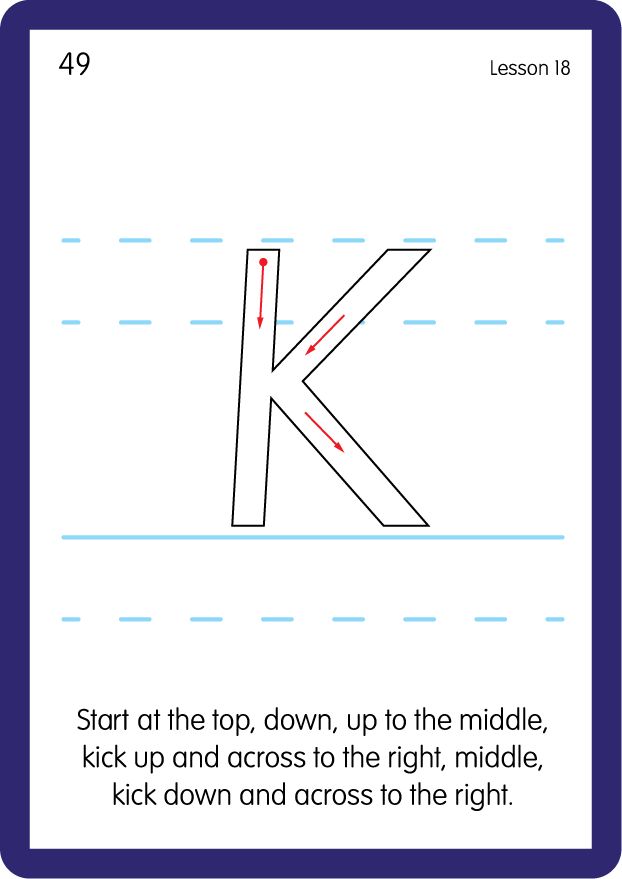 49
Lesson 18
K
Start at the top, down, up to the middle,
kick up and across to the right, middle,
kick down and across to the right.